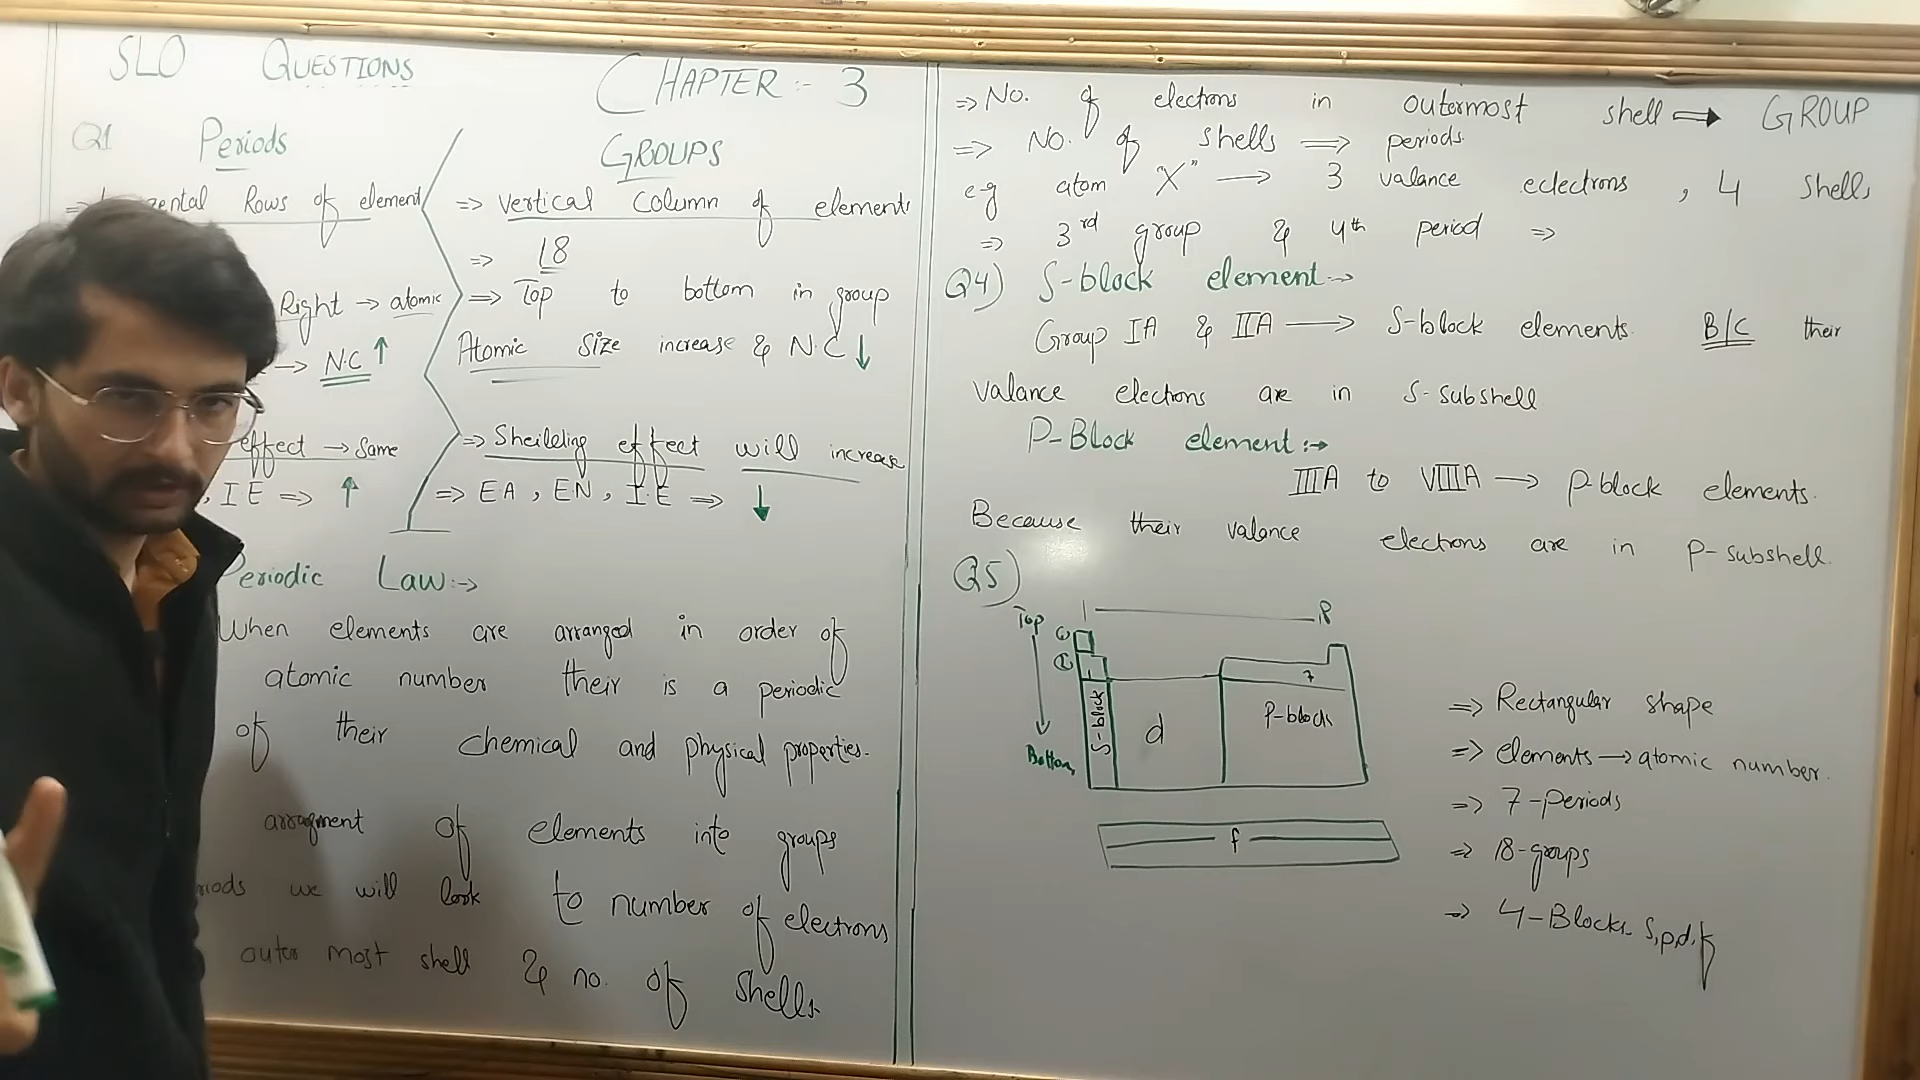 SLO QUESTIONS
CHAPTER:- 3
Q1 Periods
Rows of element
Right → atomic
→ N.C ↑
effect → Same
, I E => ↑
GROUPS
=> vertical column of elements
=> 18
=> Top to bottom in group
Atomic size increase & N.C ↓
=> Sheilding effect will increase
=> EA , EN , I.E => ↓
Periodic Law:->
When elements are arranged in order of
atomic number their is a periodic
of their chemical and physical properties.
of elements into groups
we will look to number of electrons
outer most shell & no. of shells.
=> No. of electrons in outermost shell => GROUP
=> No. of shells => periods.
e.g atom "X" → 3 valance eclectrons , 4 shells
=> 3rd group & 4th period =>
Q4) S-block element:->
Group IA & IIA → S-block elements. B/C their
valance electrons are in S-subshell
P-Block element:->
IIIA to VIIIA → p-block elements.
Because their valance electrons are in p-subshell.
Q5)
Top
Bottom
1
S-block
d
7
P-block
f
=> Rectangular shape
=> elements → atomic number.
=> 7-periods
=> 18-groups
=> 4-Blocks S,p,d,f